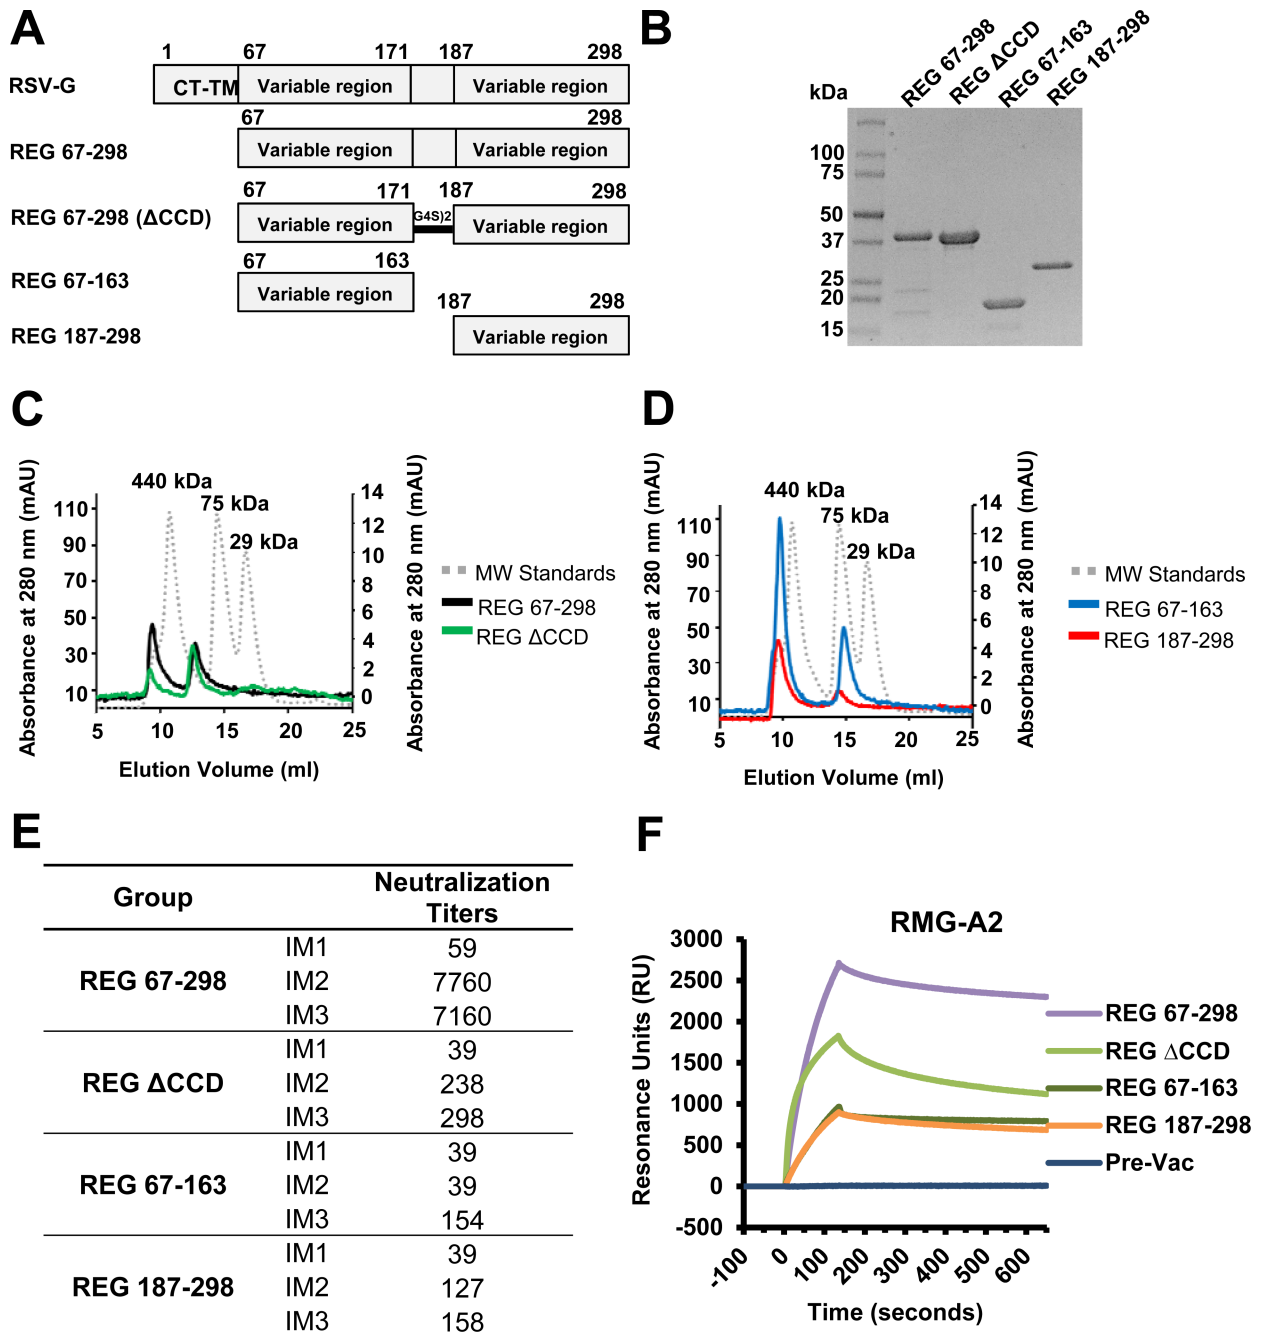 A
1 67 171 187 298
RSV-G CT-TM Variable region Variable region
67 298
REG 67-298 Variable region Variable region
67 171 187 298
REG 67-298 (ΔCCD) Variable region G4S)2 Variable region
67 163
REG 67-163 Variable region
187 298
REG 187-298 Variable region
B
REG 67-298
REG ΔCCD
REG 67-163
REG 187-298
kDa
100
75
50
37
25
20
15
C
Absorbance at 280 nm (mAU)
110
90
70
50
30
10
440 kDa
75 kDa
29 kDa
14
12
10
8
6
4
2
0
Absorbance at 280 nm (mAU)
5 10 15 20 25
Elution Volume (ml)
MW Standards
REG 67-298
REG ΔCCD
D
Absorbance at 280 nm (mAU)
110
90
70
50
30
10
440 kDa
75 kDa
29 kDa
14
12
10
8
6
4
2
0
Absorbance at 280 nm (mAU)
5 10 15 20 25
Elution Volume (ml)
MW Standards
REG 67-163
REG 187-298
E
Group Neutralization
Titers
IM1 59
REG 67-298 IM2 7760
IM3 7160
IM1 39
REG ΔCCD IM2 238
IM3 298
IM1 39
REG 67-163 IM2 39
IM3 154
IM1 39
REG 187-298 IM2 127
IM3 158
F
RMG-A2
Resonance Units (RU)
3000
2500
2000
1500
1000
500
0
-500
-100 0 100 200 300 400 500 600
Time (seconds)
REG 67-298
REG ΔCCD
REG 67-163
REG 187-298
Pre-Vac